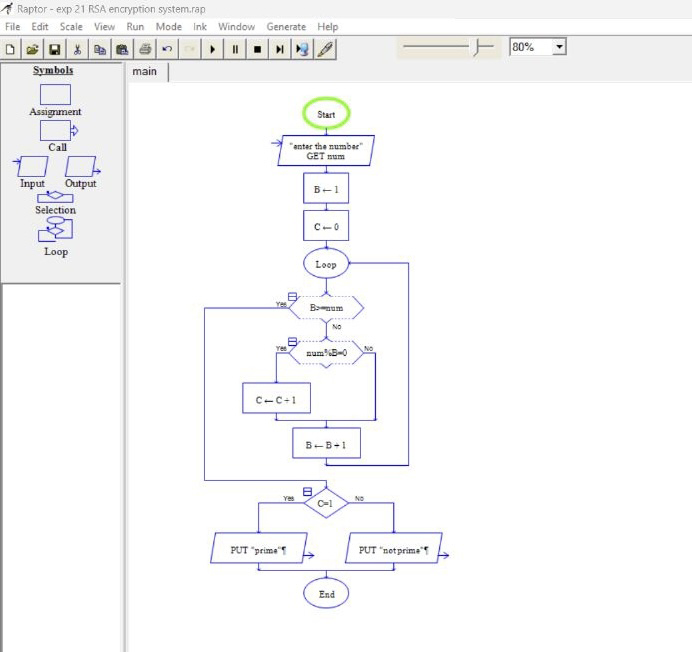 Raptor - exp 21 RSA encryption system.rap
File Edit Scale View Run Mode Ink Window Generate Help
80%
Symbols
Assignment
Call
Input Output
Selection
Loop
main
Start
"enter the number"
GET num
B ← 1
C ← 0
Loop
Yes
B>=num
No
Yes
num%B=0
No
C ← C + 1
B ← B + 1
Yes
C=1
No
PUT "prime"¶
PUT "not prime"¶
End